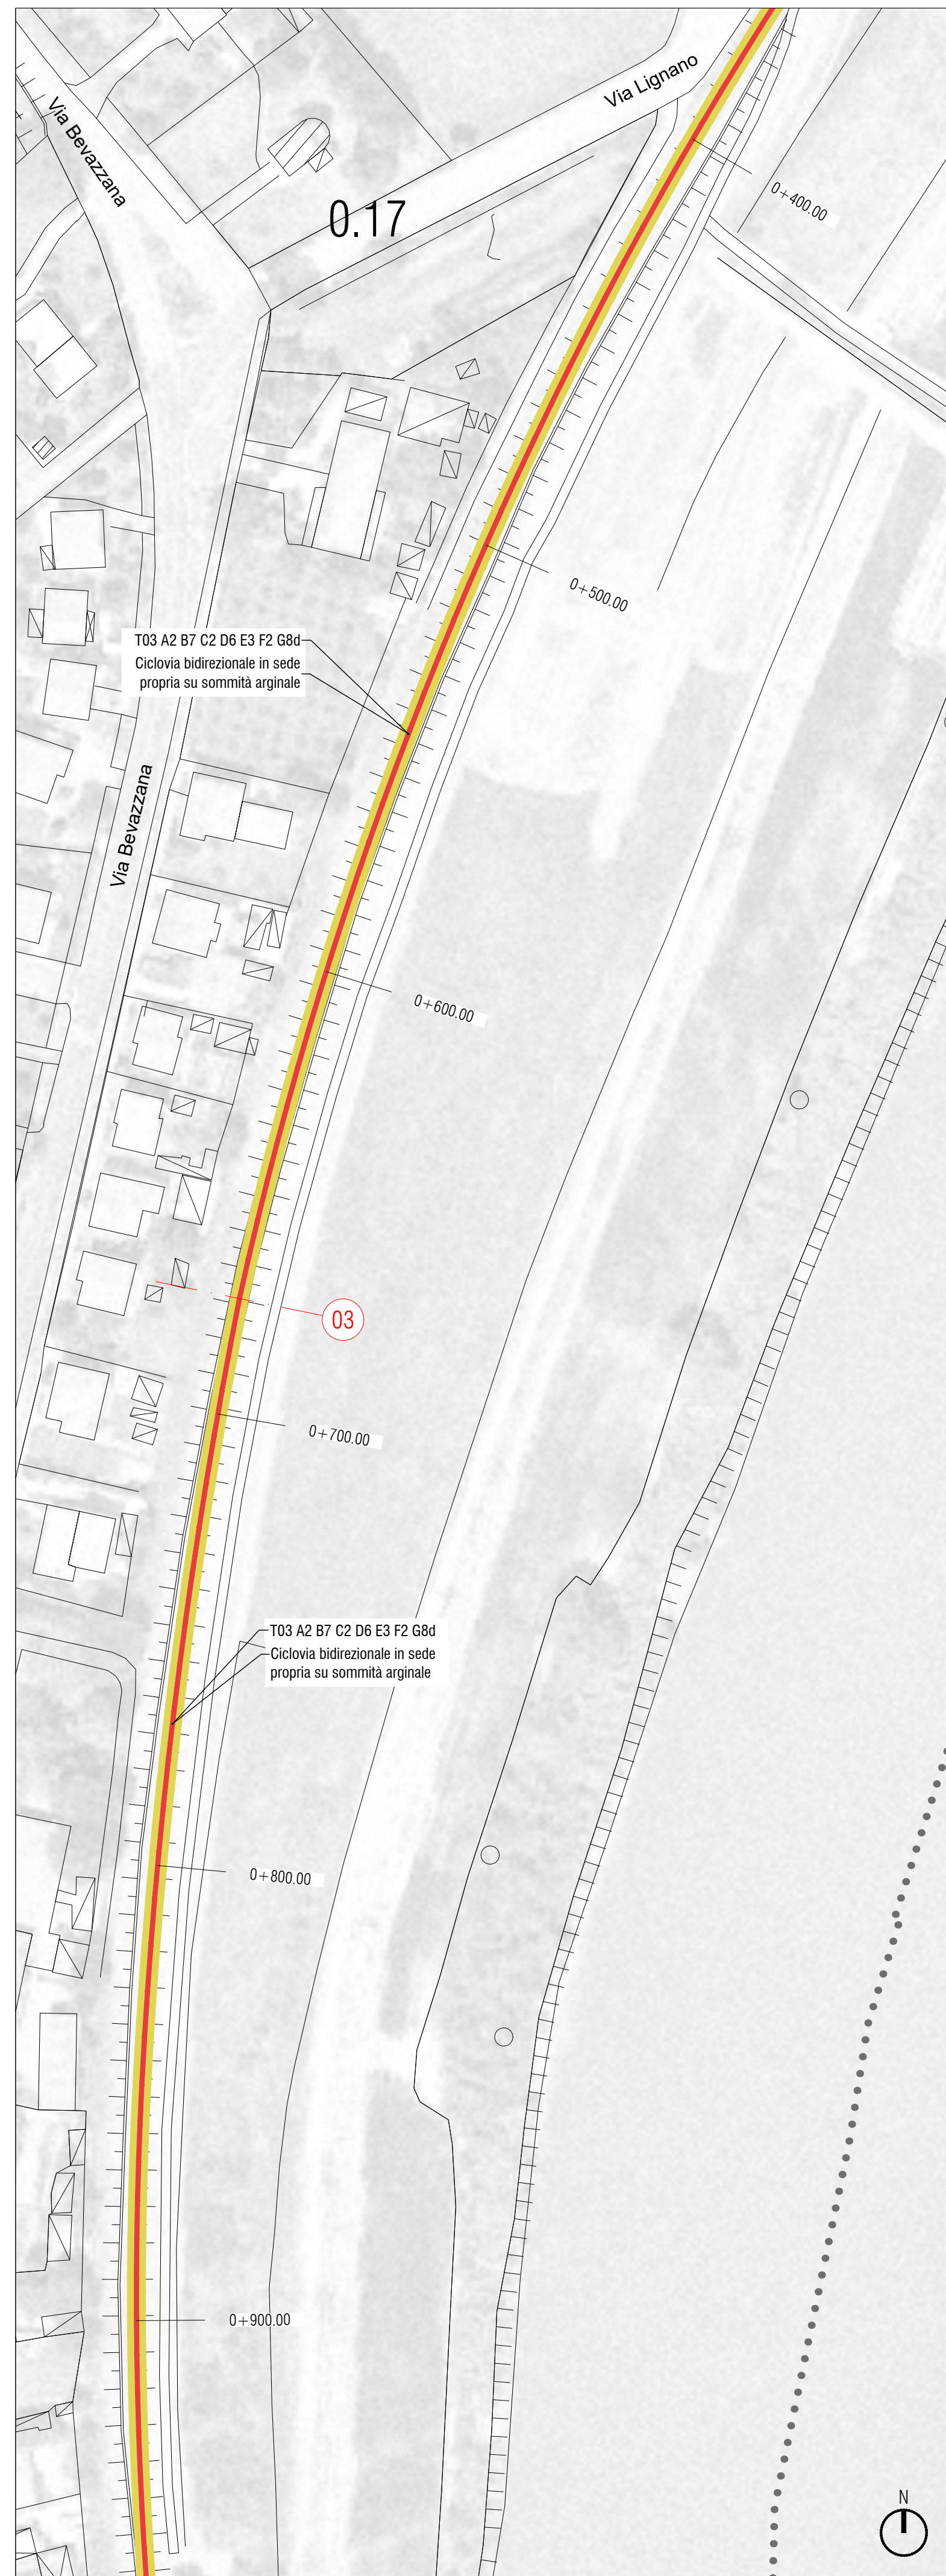 Via Lignano
Via Bevazzana
0.17
0+400.00
0+500.00
T03 A2 B7 C2 D6 E3 F2 G8d
Ciclovia bidirezionale in sede
propria su sommità arginale
Via Bevazzana
0+600.00
03
0+700.00
T03 A2 B7 C2 D6 E3 F2 G8d
Ciclovia bidirezionale in sede
propria su sommità arginale
0+800.00
0+900.00
N